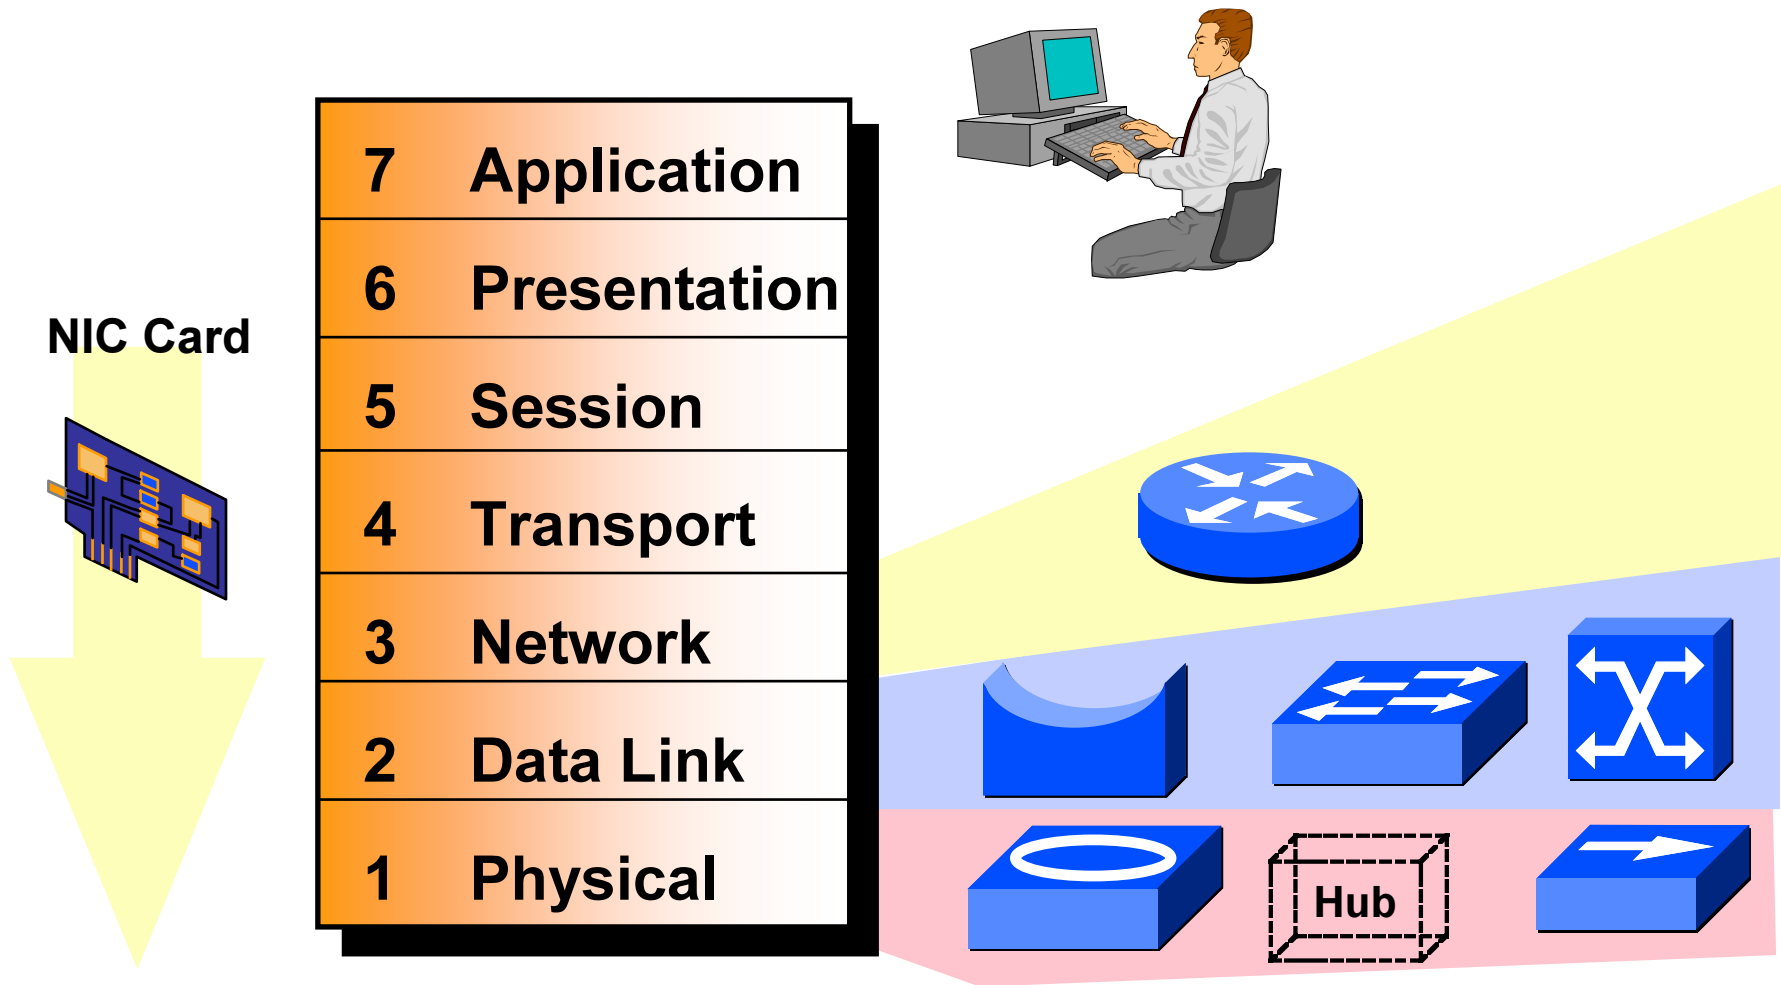 NIC Card
7 Application
6 Presentation
5 Session
4 Transport
3 Network
2 Data Link
1 Physical
Hub